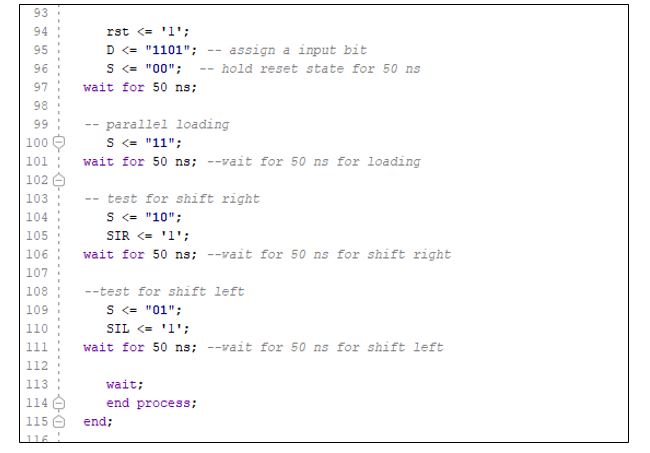 93
94 rst <= '1';
95 D <= "1101"; -- assign a input bit
96 S <= "00"; -- hold reset state for 50 ns
97 wait for 50 ns;
98
99 -- parallel loading
100 S <= "11";
101 wait for 50 ns; --wait for 50 ns for loading
102
103 -- test for shift right
104 S <= "10";
105 SIR <= '1';
106 wait for 50 ns; --wait for 50 ns for shift right
107
108 --test for shift left
109 S <= "01";
110 SIL <= '1';
111 wait for 50 ns; --wait for 50 ns for shift left
112
113 wait;
114 end process;
115 end;
116